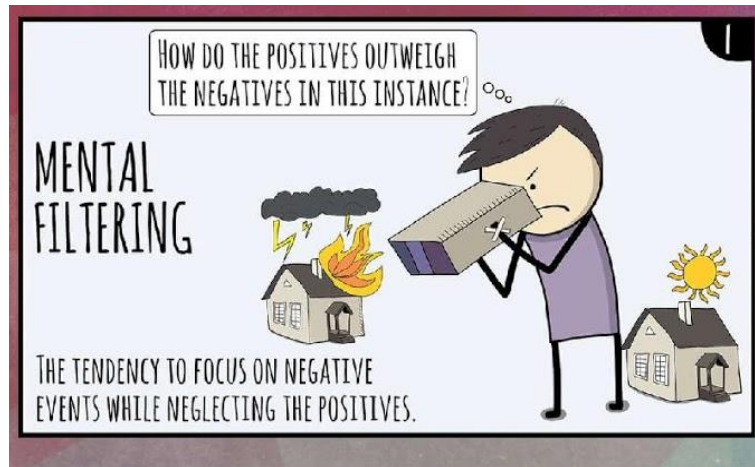 1
HOW DO THE POSITIVES OUTWEIGH
THE NEGATIVES IN THIS INSTANCE?
MENTAL
FILTERING
THE TENDENCY TO FOCUS ON NEGATIVE
EVENTS WHILE NEGLECTING THE POSITIVES.